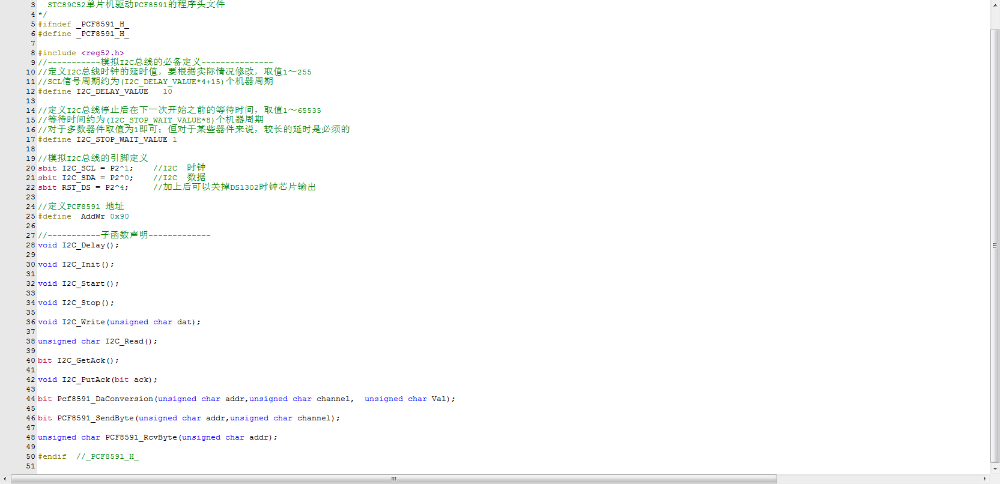 3   STC89C52单片机驱动PCF8591的程序头文件
4 */
5 #ifndef _PCF8591_H_
6 #define _PCF8591_H_
7
8 #include <reg52.h>
9 //-----------模拟I2C总线的必备定义---------------
10 //定义I2C总线时钟的延时值，要根据实际情况修改，取值1～255
11 //SCL信号周期约为(I2C_DELAY_VALUE*4+15)个机器周期
12 #define I2C_DELAY_VALUE   10
13
14 //定义I2C总线停止后在下一次开始之前的等待时间，取值1～65535
15 //等待时间约为(I2C_STOP_WAIT_VALUE*8)个机器周期
16 //对于多数器件取值为1即可；但对于某些器件来说，较长的延时是必须的
17 #define I2C_STOP_WAIT_VALUE 1
18
19 //模拟I2C总线的引脚定义
20 sbit I2C_SCL = P2^1;    //I2C  时钟
21 sbit I2C_SDA = P2^0;    //I2C  数据
22 sbit RST_DS = P2^4;     //加上后可以关掉DS1302时钟芯片输出
23
24 //定义PCF8591 地址
25 #define  AddWr 0x90
26
27 //-----------子函数声明-------------
28 void I2C_Delay();
29
30 void I2C_Init();
31
32 void I2C_Start();
33
34 void I2C_Stop();
35
36 void I2C_Write(unsigned char dat);
37
38 unsigned char I2C_Read();
39
40 bit I2C_GetAck();
41
42 void I2C_PutAck(bit ack);
43
44 bit Pcf8591_DaConversion(unsigned char addr,unsigned char channel,  unsigned char Val);
45
46 bit PCF8591_SendByte(unsigned char addr,unsigned char channel);
47
48 unsigned char PCF8591_RcvByte(unsigned char addr);
49
50 #endif  //_PCF8591_H_
51